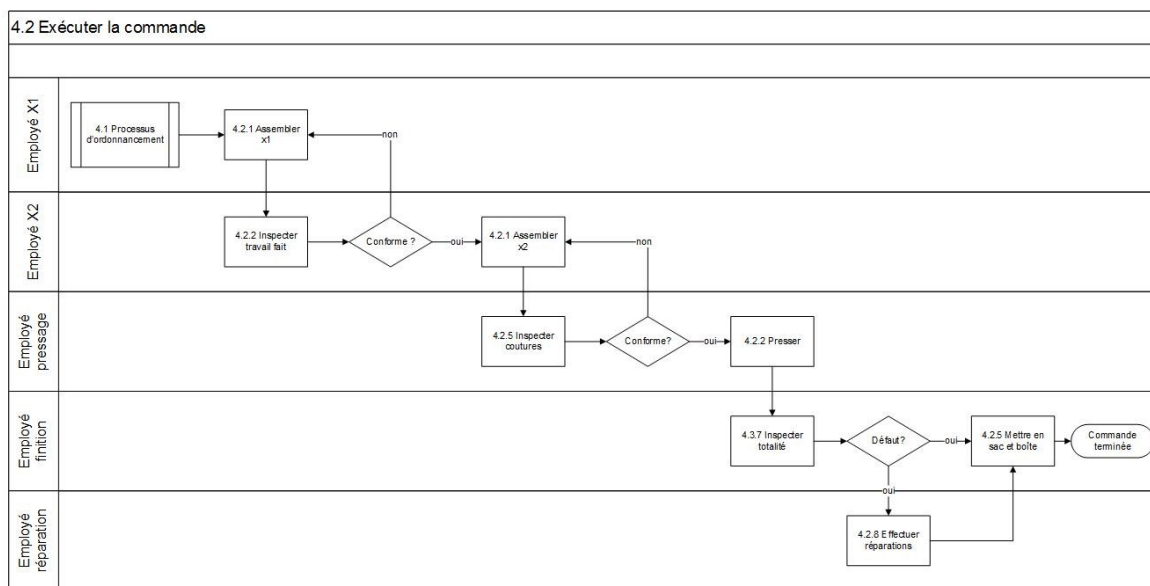 4.2 Exécuter la commande
Employé X1
4.1 Processus
d'ordonnancement
4.2.1 Assembler
x1
non
Employé X2
4.2.2 Inspecter
travail fait
Conforme ?
oui
4.2.1 Assembler
x2
non
Employé
pressage
4.2.5 Inspecter
coutures
Conforme?
oui
4.2.2 Presser
Employé
finition
4.3.7 Inspecter
totalité
Défaut?
oui
4.2.5 Mettre en
sac et boîte
Commande
terminée
oui
Employé
réparation
4.2.8 Effectuer
réparations